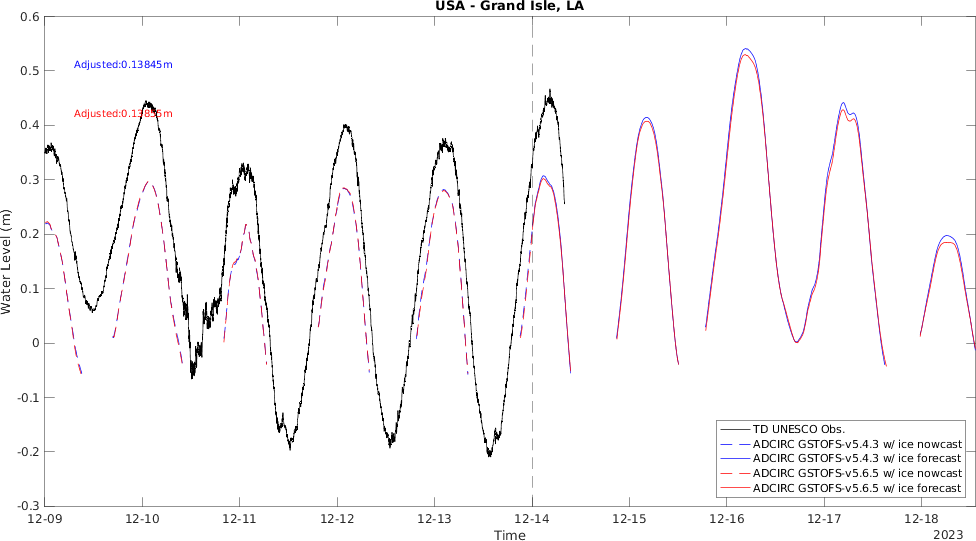 USA - Grand Isle, LA
0.6
0.5
0.4
0.3
0.2
0.1
0
-0.1
-0.2
-0.3
Water Level (m)
Adjusted:0.13845m
Adjusted:0.13855m
TD UNESCO Obs.
ADCIRC GSTOFS-v5.4.3 w/ ice nowcast
ADCIRC GSTOFS-v5.4.3 w/ ice forecast
ADCIRC GSTOFS-v5.6.5 w/ ice nowcast
ADCIRC GSTOFS-v5.6.5 w/ ice forecast
12-09 12-10 12-11 12-12 12-13 12-14 12-15 12-16 12-17 12-18
Time
2023